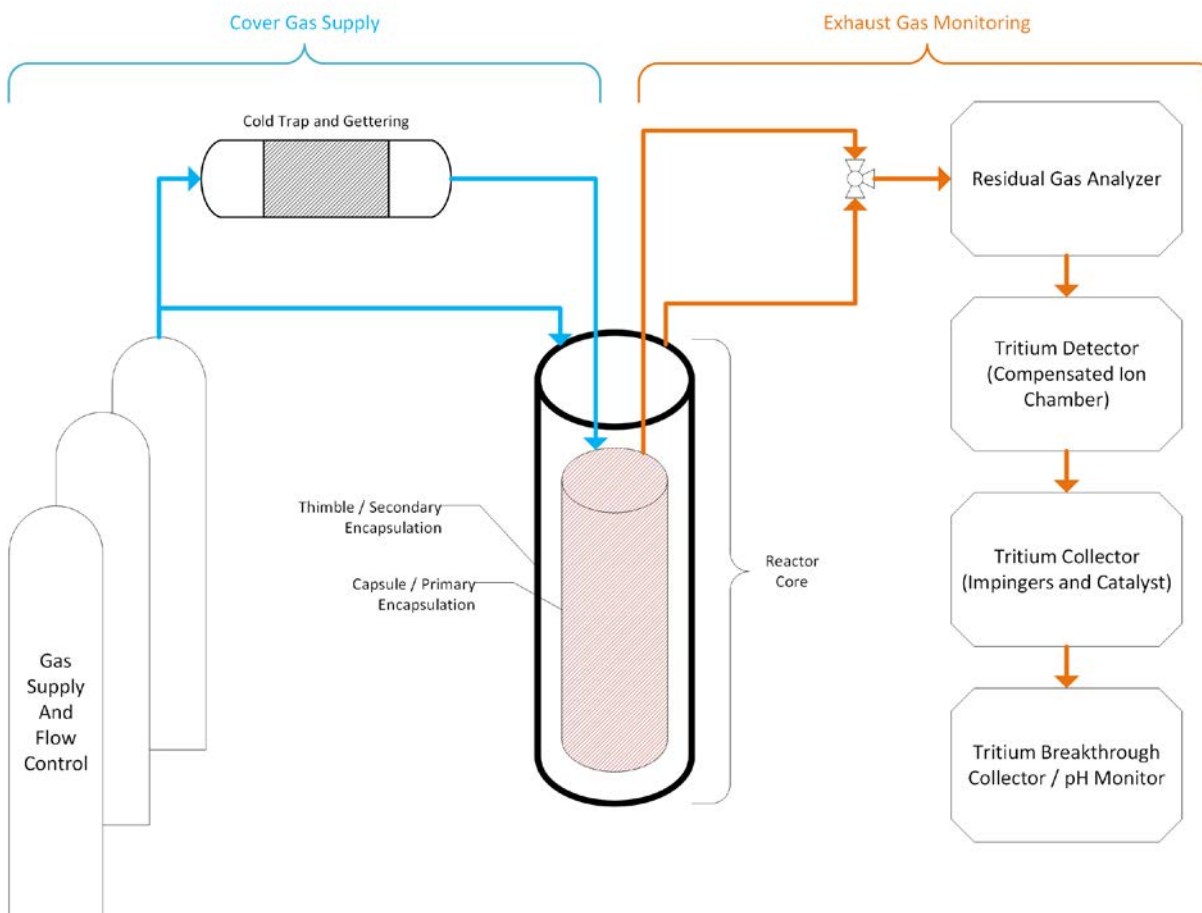 Cover Gas Supply
Exhaust Gas Monitoring
Cold Trap and Gettering
Residual Gas Analyzer
Tritium Detector
(Compensated Ion
Chamber)
Thimble / Secondary
Encapsulation
Capsule / Primary
Encapsulation
Reactor
Core
Tritium Collector
(Impingers and Catalyst)
Gas
Supply
And
Flow
Control
Tritium Breakthrough
Collector / pH Monitor